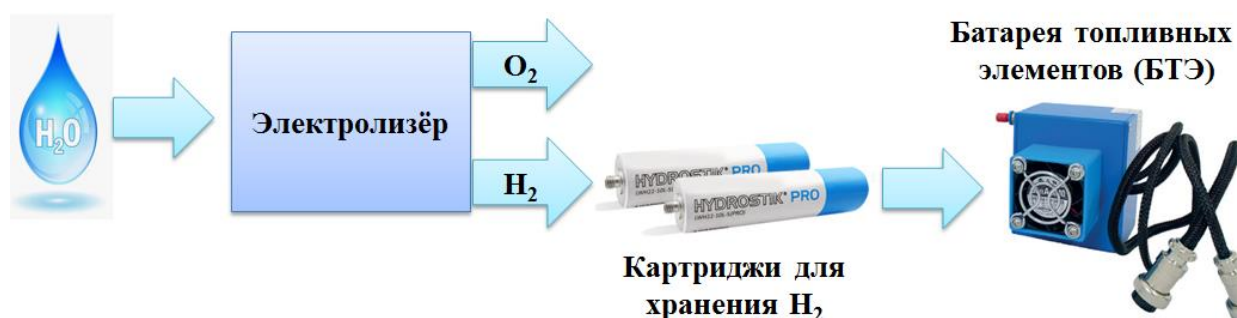 H₂O
Электролизёр
O₂
H₂
HYDROSTIK PRO
HYDROSTIK® PRO
Картриджи для
хранения H₂
Батарея топливных
элементов (БТЭ)